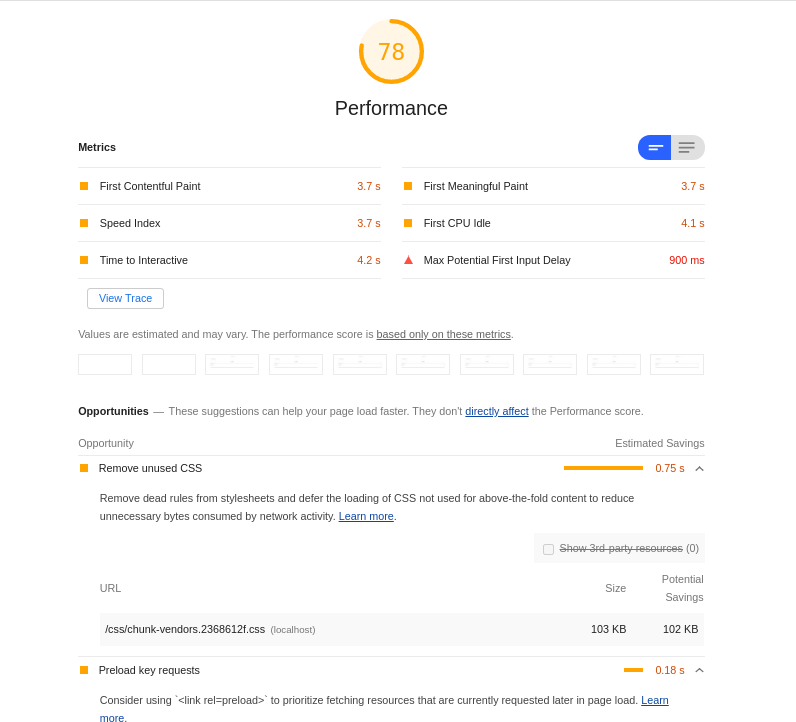 78
Performance
Metrics
First Contentful Paint 3.7 s
First Meaningful Paint 3.7 s
Speed Index 3.7 s
First CPU Idle 4.1 s
Time to Interactive 4.2 s
Max Potential First Input Delay 900 ms
View Trace
Values are estimated and may vary. The performance score is based only on these metrics.
Opportunities — These suggestions can help your page load faster. They don't directly affect the Performance score.
Opportunity Estimated Savings
Remove unused CSS 0.75 s
Remove dead rules from stylesheets and defer the loading of CSS not used for above-the-fold content to reduce
unnecessary bytes consumed by network activity. Learn more.
Show 3rd-party resources (0)
URL Size Potential
Savings
/css/chunk-vendors.2368612f.css (localhost) 103 KB 102 KB
Preload key requests 0.18 s
Consider using `<link rel=preload>` to prioritize fetching resources that are currently requested later in page load. Learn
more.